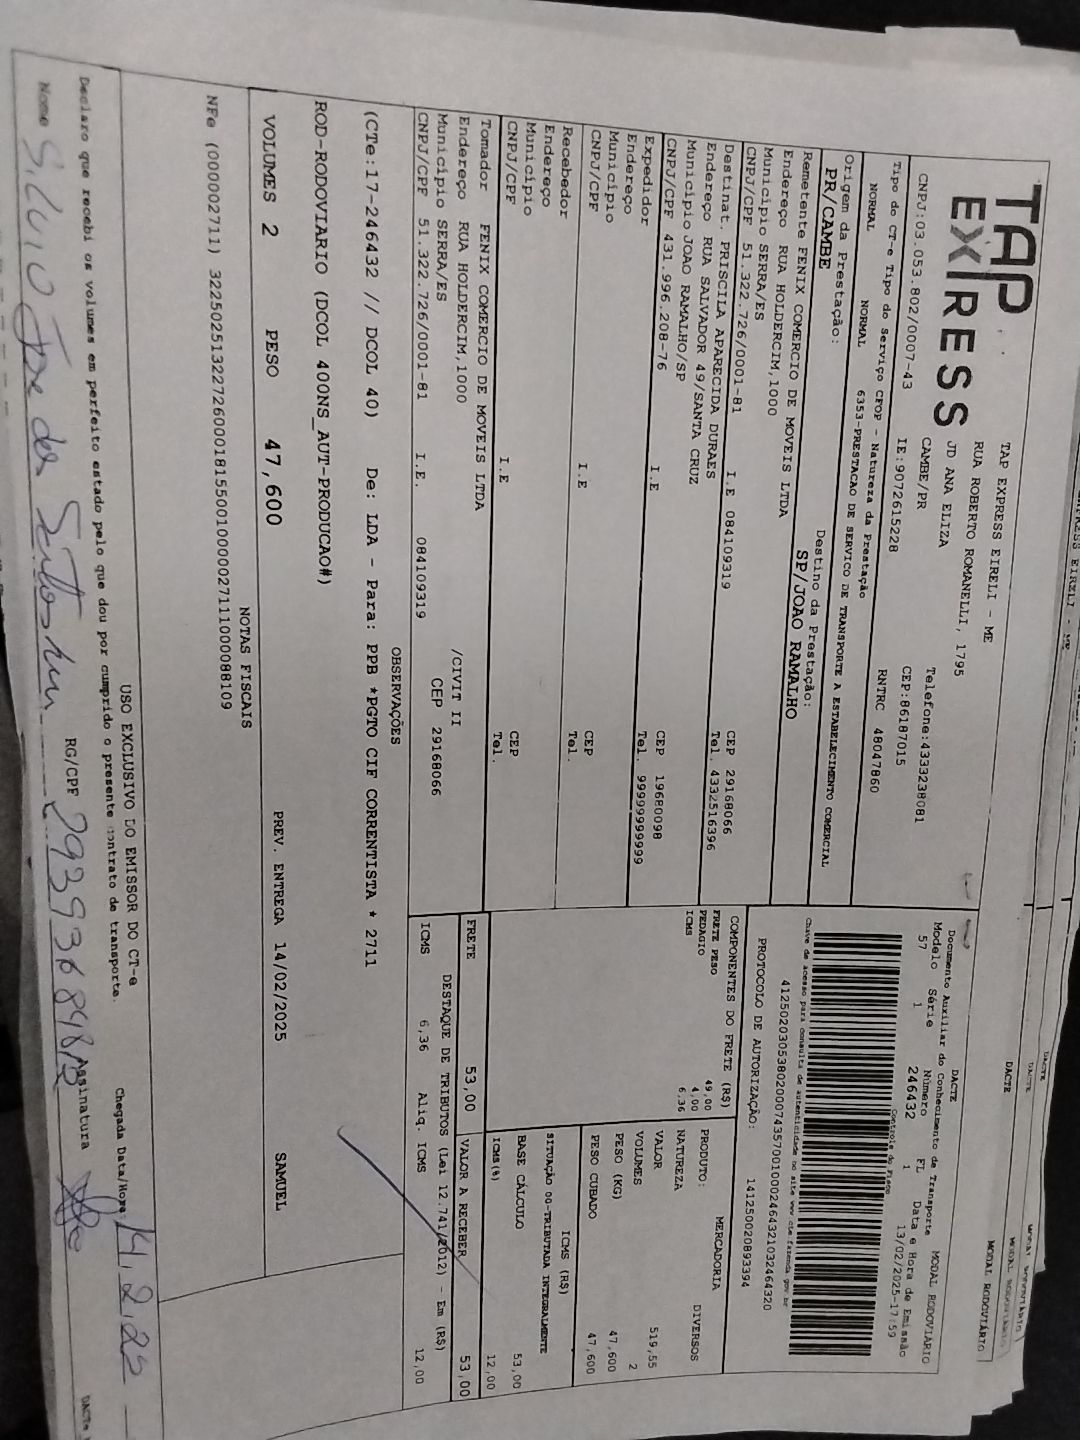 TAP
EXPRESS
TAP EXPRESS EIRELI - ME
RUA ROBERTO ROMANELLI, 1795
JD ANA ELIZA
CAMBE/PR
Telefone:4333238081
CNPJ:03.053.802/0007-43
IE:9072615228
CEP:86187015
Tipo do CT-e Tipo do Serviço CFOP - Natureza da Prestação
RNTRC 48047860
NORMAL NORMAL 6353-PRESTACAO DE SERVICO DE TRANSPORTE A ESTABELECIMENTO COMERCIAL
Origem da Prestação:
PR/CAMBE
Destino da Prestação:
SP/JOAO RAMALHO
Remetente FENIX COMERCIO DE MOVEIS LTDA
Endereço RUA HOLDERCIM,1000
Município SERRA/ES
CEP 29168066
CNPJ/CPF 51.322.726/0001-81 I.E 084109319
Tel. 4332516396
Destinat. PRISCILA APARECIDA DURAES
Endereço RUA SALVADOR 49/SANTA CRUZ
Município JOAO RAMALHO/SP
CEP 19680098
CNPJ/CPF 431.996.208-76 I.E
Tel. 99999999999
Expedidor
Endereço
Município
CEP
CNPJ/CPF I.E
Tel.
Recebedor
Endereço
Município
CEP
CNPJ/CPF I.E
Tel.
Tomador FENIX COMERCIO DE MOVEIS LTDA
Endereço RUA HOLDERCIM,1000 /CIVIT II
Município SERRA/ES CEP 29168066
CNPJ/CPF 51.322.726/0001-81 I.E. 084109319
DACTE
Documento Auxiliar do Conhecimento de Transporte
MODAL RODOVIÁRIO
Modelo Série Número FL Data e Hora de Emissão
57 1 246432 1 13/02/2025-17:59
Controle do Fisco
Chave de acesso para consulta de autenticidade no site www.cte.fazenda.gov.br
PROTOCOLO DE AUTORIZAÇÃO: 141250020893394
COMPONENTES DO FRETE (R$)
FRETE PESO 49,00
PEDAGIO 4,00
ICMS 6,36
MERCADORIA
PRODUTO: DIVERSOS
NATUREZA
VALOR 519,55
VOLUMES 2
PESO (KG) 47,600
PESO CUBADO 47,600
ICMS (R$)
SITUAÇÃO 00-TRIBUTADA INTEGRALMENTE
BASE CÁLCULO 53,00
ICMS(%) 12,00
FRETE 53,00 VALOR A RECEBER 53,00
DESTAQUE DE TRIBUTOS (Lei 12.741/2012) - Em (R$)
ICMS 6,36 Aliq. ICMS 12,00
OBSERVAÇÕES
(CTe:17-246432 // DCOL 40) De: LDA - Para: PPB *PGTO CIF CORRENTISTA * 2711
ROD-RODOVIARIO (DCOL 400NS_AUT-PRODUCAO#)
VOLUMES 2 PESO 47,600 PREV. ENTREGA 14/02/2025 SAMUEL
NOTAS FISCAIS
USO EXCLUSIVO DO EMISSOR DO CT-e
Declaro que recebi os volumes em perfeito estado pelo que dou por cumprido o presente contrato de transporte.
Chegada Data/Hora
Nome SiLViO Jose dos Santos
RG/CPF
Assinatura